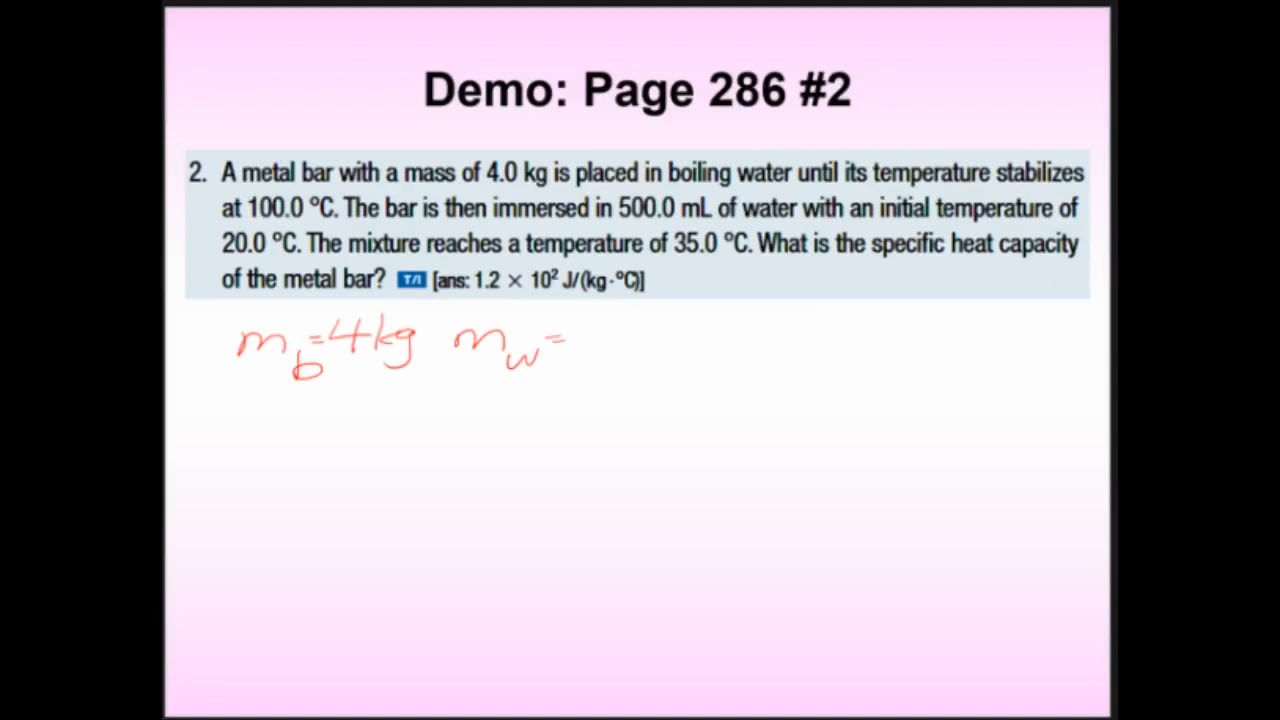 Demo: Page 286 #2
2. A metal bar with a mass of 4.0 kg is placed in boiling water until its temperature stabilizes
at 100.0 °C. The bar is then immersed in 500.0 mL of water with an initial temperature of
20.0 °C. The mixture reaches a temperature of 35.0 °C. What is the specific heat capacity
of the metal bar? T/I [ans: 1.2 × 10² J/(kg·°C)]
m_b = 4kg m_w =